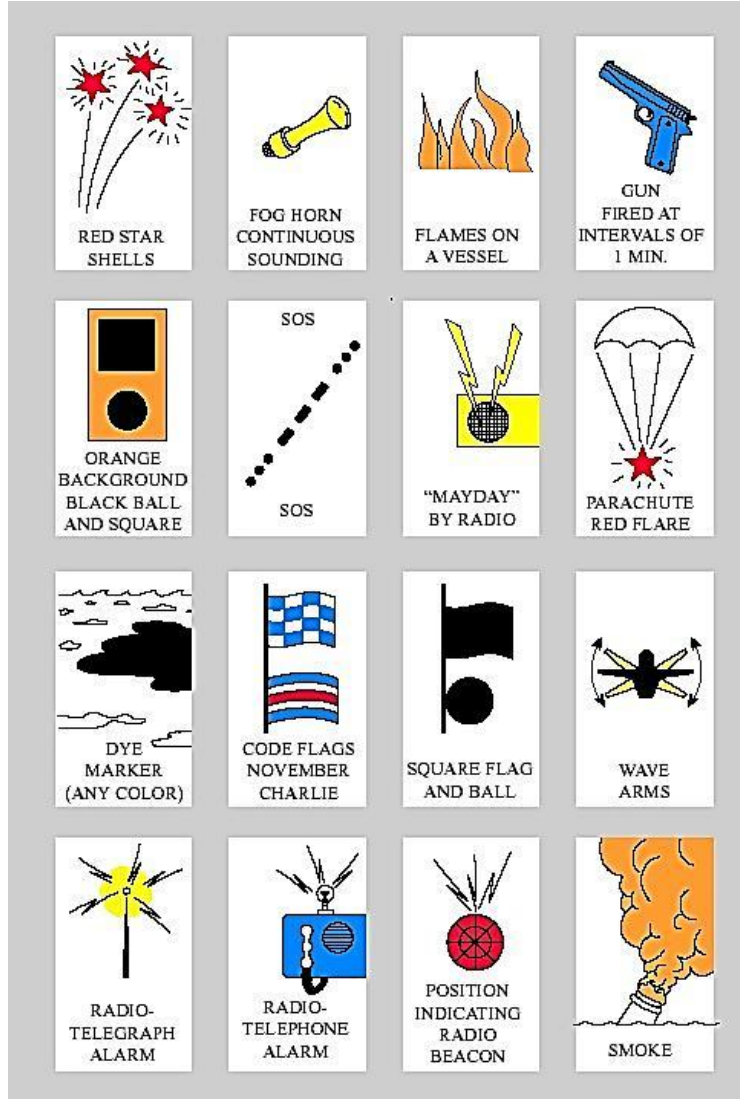 RED STAR
SHELLS
FOG HORN
CONTINUOUS
SOUNDING
FLAMES ON
A VESSEL
GUN
FIRED AT
INTERVALS OF
1 MIN.
ORANGE
BACKGROUND
BLACK BALL
AND SQUARE
SOS
SOS
“MAYDAY”
BY RADIO
PARACHUTE
RED FLARE
DYE
MARKER
(ANY COLOR)
CODE FLAGS
NOVEMBER
CHARLIE
SQUARE FLAG
AND BALL
WAVE
ARMS
RADIO-
TELEGRAPH
ALARM
RADIO-
TELEPHONE
ALARM
POSITION
INDICATING
RADIO
BEACON
SMOKE